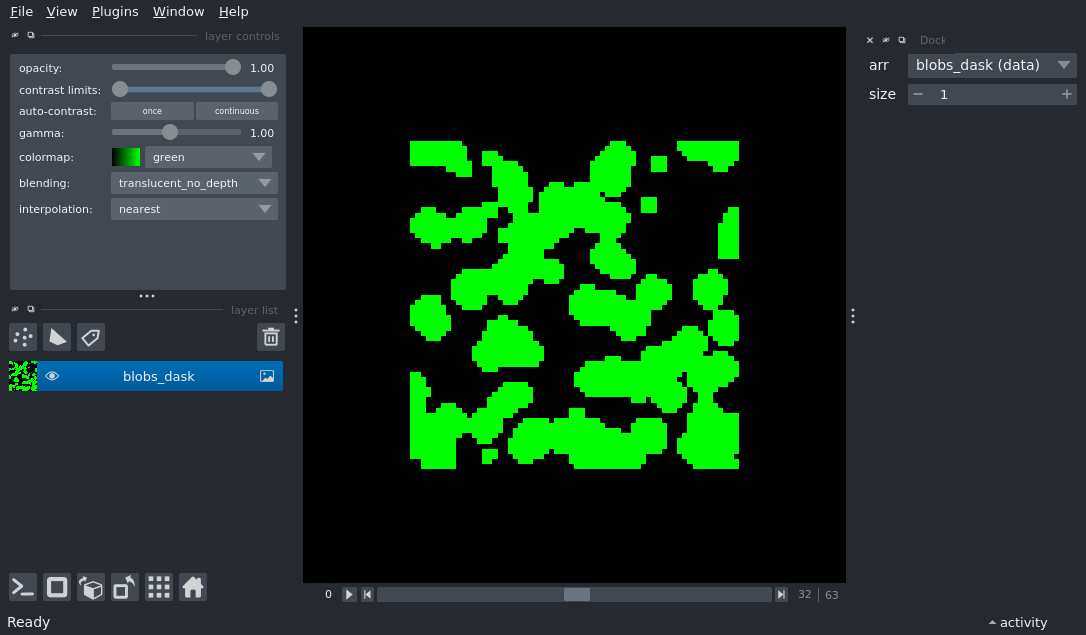 File View Plugins Window Help
layer controls
opacity: 1.00
contrast limits:
auto-contrast: once continuous
gamma: 1.00
colormap: green
blending: translucent_no_depth
interpolation: nearest
layer list
blobs_dask
Dock
arr blobs_dask (data)
size 1
0 32 63
Ready
activity